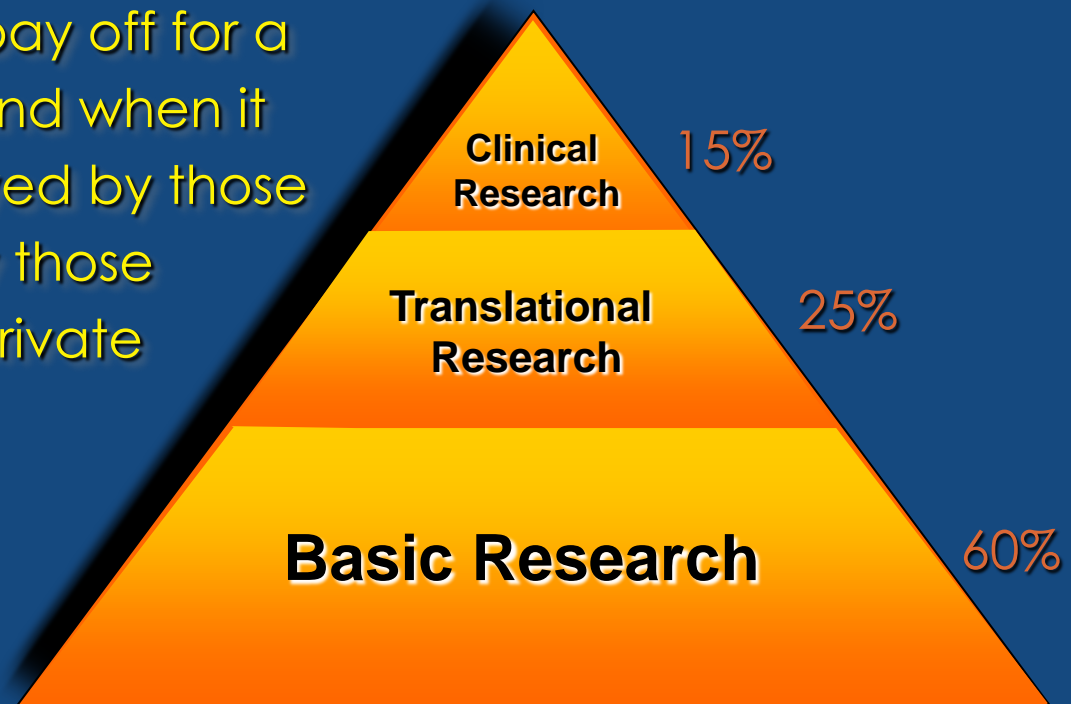 pay off for a
nd when it
ed by those
those
rivate
Clinical
Research
15%
Translational
Research
25%
Basic Research
60%